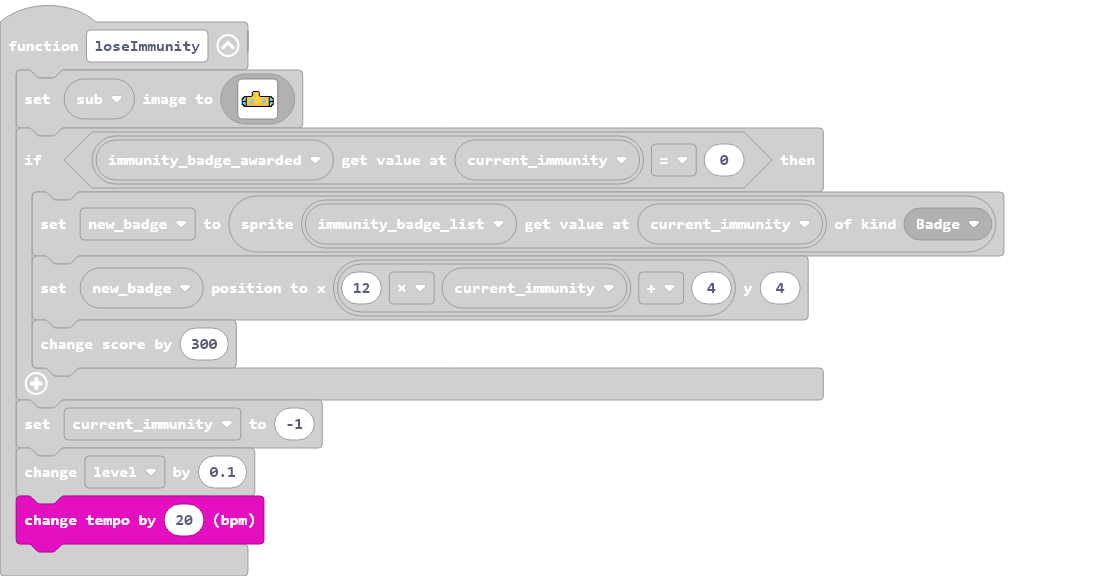 function loseImmunity
set sub image to
if immunity_badge_awarded get value at current_immunity = 0 then
set new_badge to sprite immunity_badge_list get value at current_immunity of kind Badge
set new_badge position to x 12 × current_immunity + 4 y 4
change score by 300
set current_immunity to -1
change level by 0.1
change tempo by 20 (bpm)